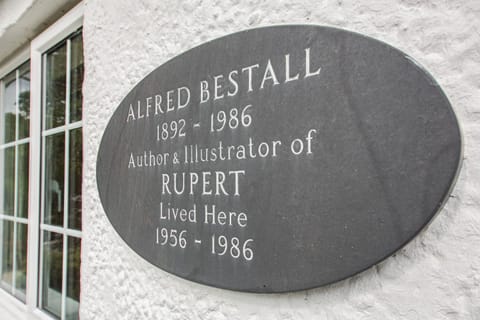 ALFRED BESTALL
1892 - 1986
Author & Illustrator of
RUPERT
Lived Here
1956 - 1986